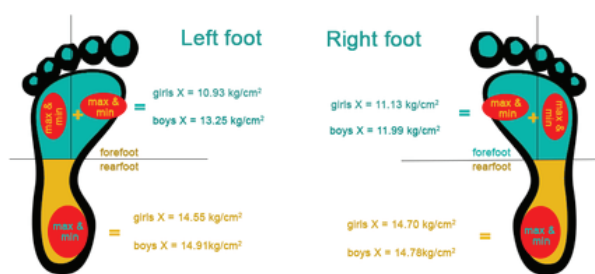 Left foot
Right foot
max & min
+
max & min
=
girls X = 10.93 kg/cm²
boys X = 13.25 kg/cm²
girls X = 11.13 kg/cm²
boys X = 11.99 kg/cm²
=
max & min
+
max & min
forefoot
rearfoot
forefoot
rearfoot
max &
min
=
girls X = 14.55 kg/cm²
boys X = 14.91kg/cm²
girls X = 14.70 kg/cm²
boys X = 14.78kg/cm²
=
max &
min